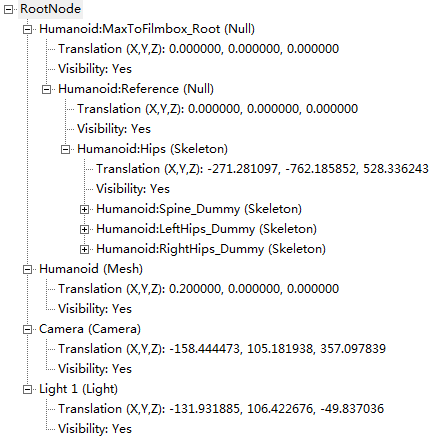 RootNode
Humanoid:MaxToFilmbox_Root (Null)
Translation (X,Y,Z): 0.000000, 0.000000, 0.000000
Visibility: Yes
Humanoid:Reference (Null)
Translation (X,Y,Z): 0.000000, 0.000000, 0.000000
Visibility: Yes
Humanoid:Hips (Skeleton)
Translation (X,Y,Z): -271.281097, -762.185852, 528.336243
Visibility: Yes
Humanoid:Spine_Dummy (Skeleton)
Humanoid:LeftHips_Dummy (Skeleton)
Humanoid:RightHips_Dummy (Skeleton)
Humanoid (Mesh)
Translation (X,Y,Z): 0.200000, 0.000000, 0.000000
Visibility: Yes
Camera (Camera)
Translation (X,Y,Z): -158.444473, 105.181938, 357.097839
Visibility: Yes
Light 1 (Light)
Translation (X,Y,Z): -131.931885, 106.422676, -49.837036
Visibility: Yes